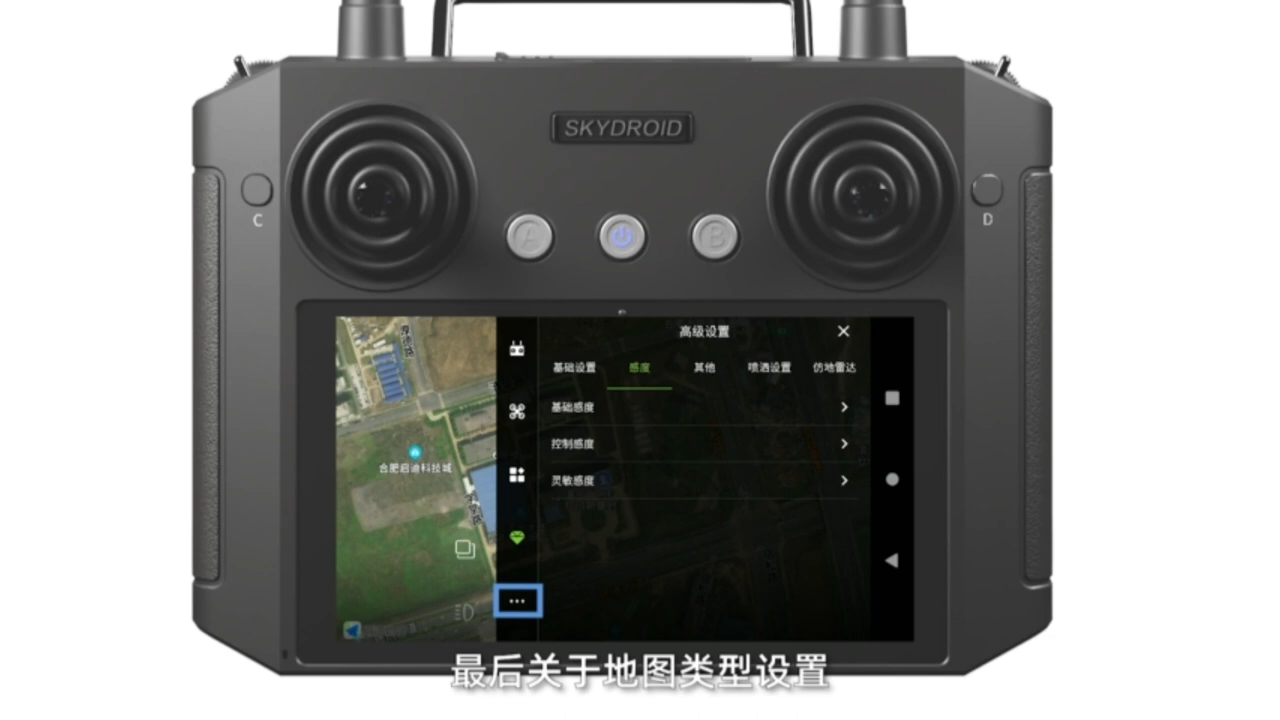 SKYDROID
A
B
C
D
高级设置
基础设置
感度
其他
喷洒设置
仿地雷达
基础感度
控制感度
灵敏感度
合肥启迪科技城
最后关于地图类型设置